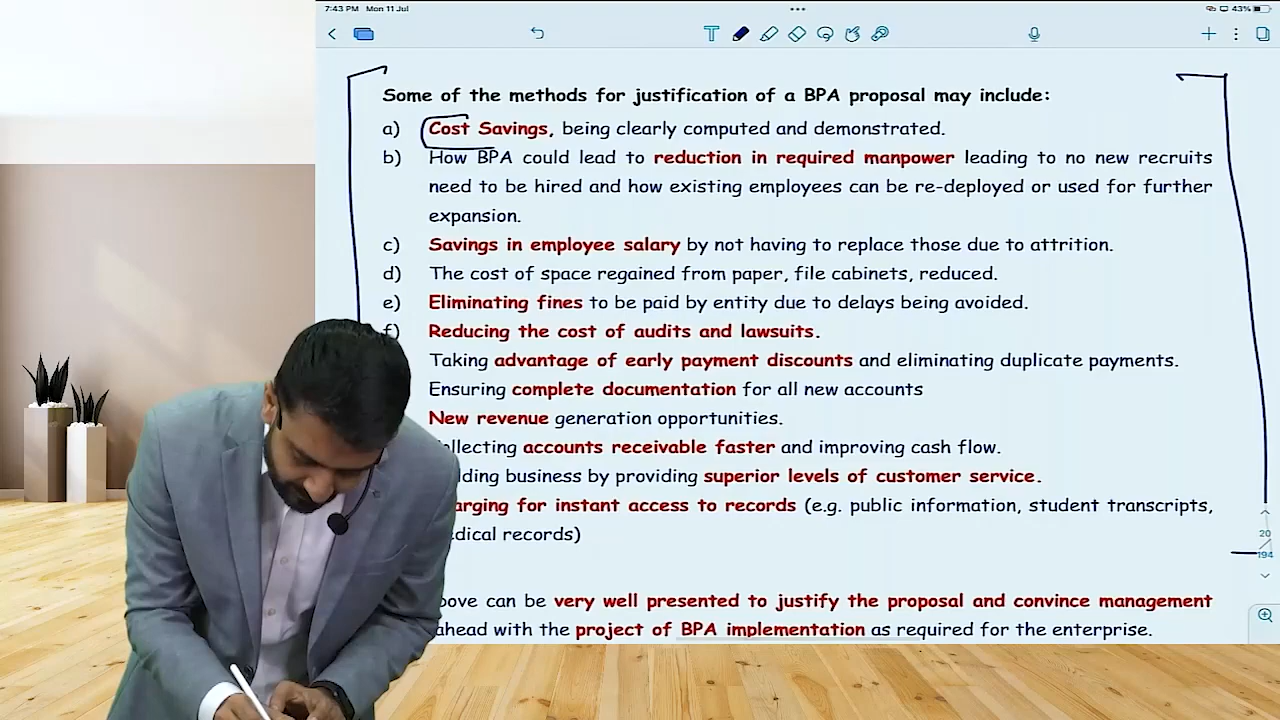 7:43 PM Mon 11 Jul
43%
T
Some of the methods for justification of a BPA proposal may include:
a) Cost Savings, being clearly computed and demonstrated.
b) How BPA could lead to reduction in required manpower leading to no new recruits
need to be hired and how existing employees can be re-deployed or used for further
expansion.
c) Savings in employee salary by not having to replace those due to attrition.
d) The cost of space regained from paper, file cabinets, reduced.
e) Eliminating fines to be paid by entity due to delays being avoided.
f) Reducing the cost of audits and lawsuits.
Taking advantage of early payment discounts and eliminating duplicate payments.
Ensuring complete documentation for all new accounts
New revenue generation opportunities.
ollecting accounts receivable faster and improving cash flow.
lding business by providing superior levels of customer service.
arging for instant access to records (e.g. public information, student transcripts,
edical records)
20
194
bove can be very well presented to justify the proposal and convince management
ahead with the project of BPA implementation as required for the enterprise.